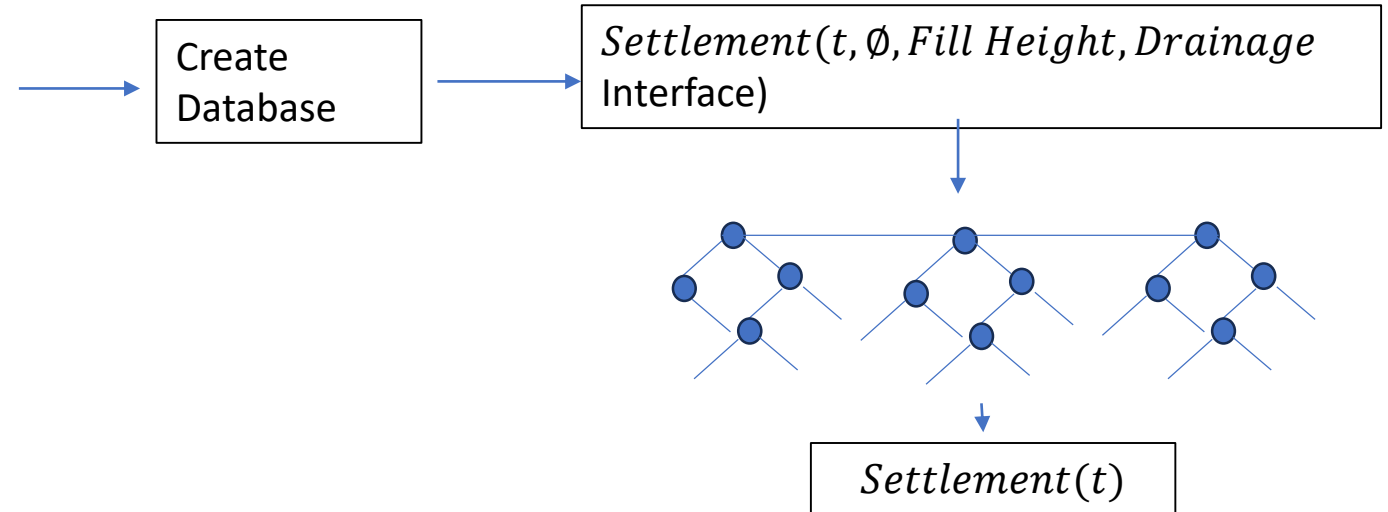 Create
Database
Settlement(t, ∅, Fill Height, Drainage
Interface)
Settlement(t)